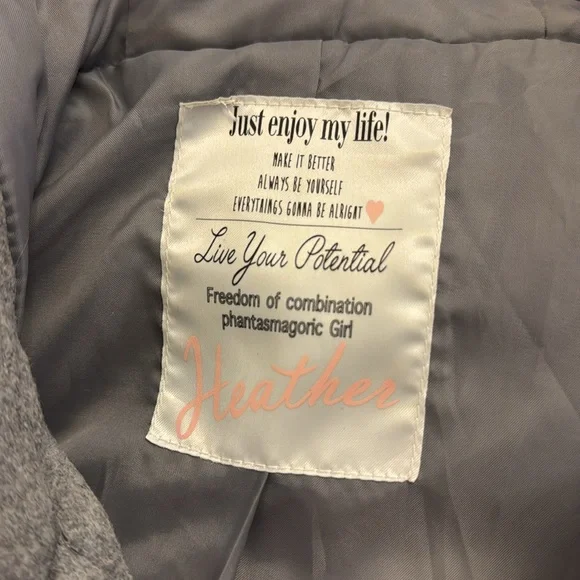 Just enjoy my life!
MAKE IT BETTER
ALWAYS BE YOURSELF
EVERYTHINGS GONNA BE ALRIGHT
Live Your Potential
Freedom of combination
phantasmagoric Girl
Heather